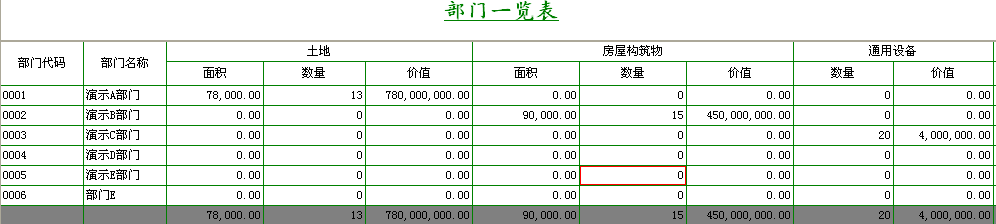 部门一览表
部门代码 部门名称 土地 房屋构筑物 通用设备
面积 数量 价值 面积 数量 价值 数量 价值
0001 演示A部门 78,000.00 13 780,000,000.00 0.00 0 0.00 0 0.00
0002 演示B部门 0.00 0 0.00 90,000.00 15 450,000,000.00 0 0.00
0003 演示C部门 0.00 0 0.00 0.00 0 0.00 20 4,000,000.00
0004 演示D部门 0.00 0 0.00 0.00 0 0.00 0 0.00
0005 演示E部门 0.00 0 0.00 0.00 0 0.00 0 0.00
0006 部门E 0.00 0 0.00 0.00 0 0.00 0 0.00
78,000.00 13 780,000,000.00 90,000.00 15 450,000,000.00 20 4,000,000.00